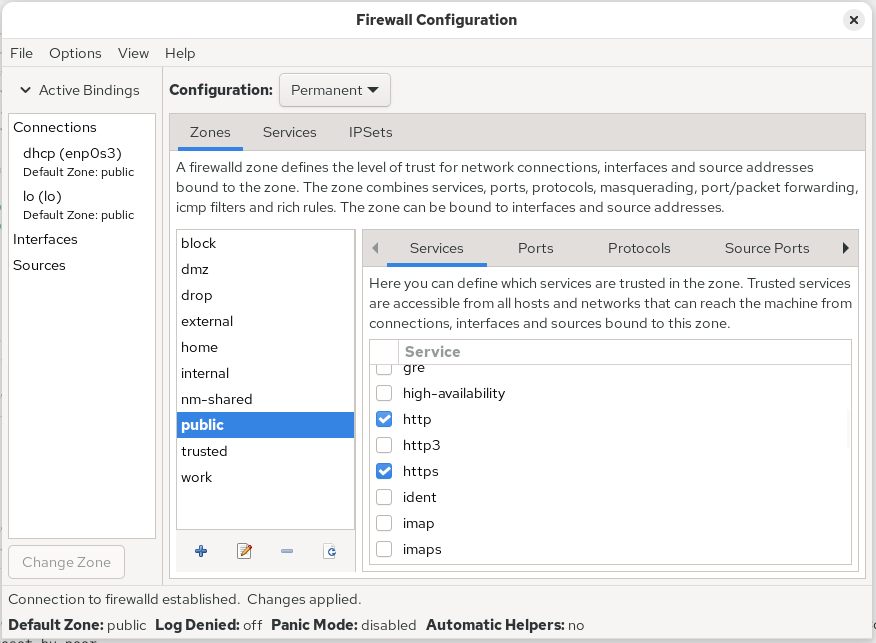 Firewall Configuration
File Options View Help
Active Bindings
Configuration: Permanent
Connections
dhcp (enp0s3)
Default Zone: public
lo (lo)
Default Zone: public
Interfaces
Sources
Change Zone
Zones Services IPSets
A firewalld zone defines the level of trust for network connections, interfaces and source addresses
bound to the zone. The zone combines services, ports, protocols, masquerading, port/packet forwarding,
icmp filters and rich rules. The zone can be bound to interfaces and source addresses.
block
dmz
drop
external
home
internal
nm-shared
public
trusted
work
Services Ports Protocols Source Ports
Here you can define which services are trusted in the zone. Trusted services
are accessible from all hosts and networks that can reach the machine from
connections, interfaces and sources bound to this zone.
Service
gre
high-availability
http
http3
https
ident
imap
imaps
Connection to firewalld established. Changes applied.
Default Zone: public Log Denied: off Panic Mode: disabled Automatic Helpers: no